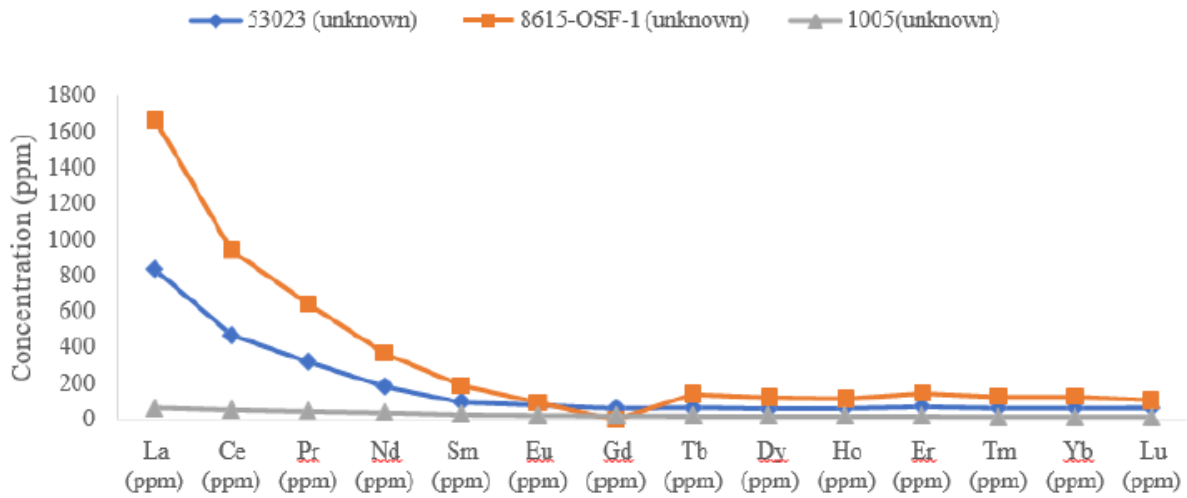 53023 (unknown) 8615-OSF-1 (unknown) 1005(unknown)
Concentration (ppm)
1800
1600
1400
1200
1000
800
600
400
200
0
La Ce Pr Nd Sm Eu Gd Tb Dy Ho Er Tm Yb Lu
(ppm) (ppm) (ppm) (ppm) (ppm) (ppm) (ppm) (ppm) (ppm) (ppm) (ppm) (ppm) (ppm) (ppm)